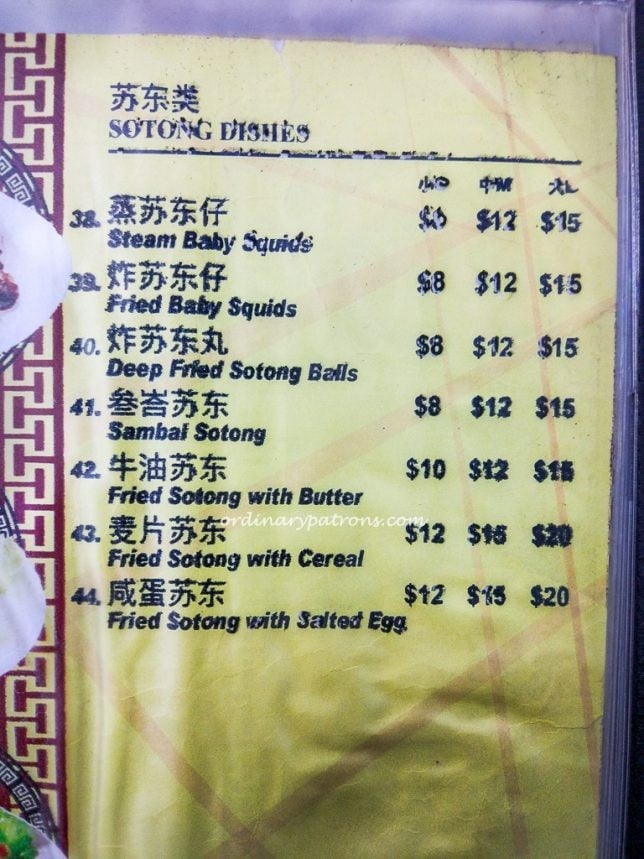 苏东类
SOTONG DISHES
小S 中M 大L
38. 蒸苏东仔 $12 $15
Steam Baby Squids
39. 炸苏东仔 $8 $12 $15
Fried Baby Squids
40. 炸苏东丸 $8 $12 $15
Deep Fried Sotong Balls
41. 叁峇苏东 $8 $12 $15
Sambal Sotong
42. 牛油苏东 $10 $12 $15
Fried Sotong with Butter
ordinarypatrons.com
43. 麦片苏东 $12 $15 $20
Fried Sotong with Cereal
44. 咸蛋苏东 $12 $15 $20
Fried Sotong with Salted Egg